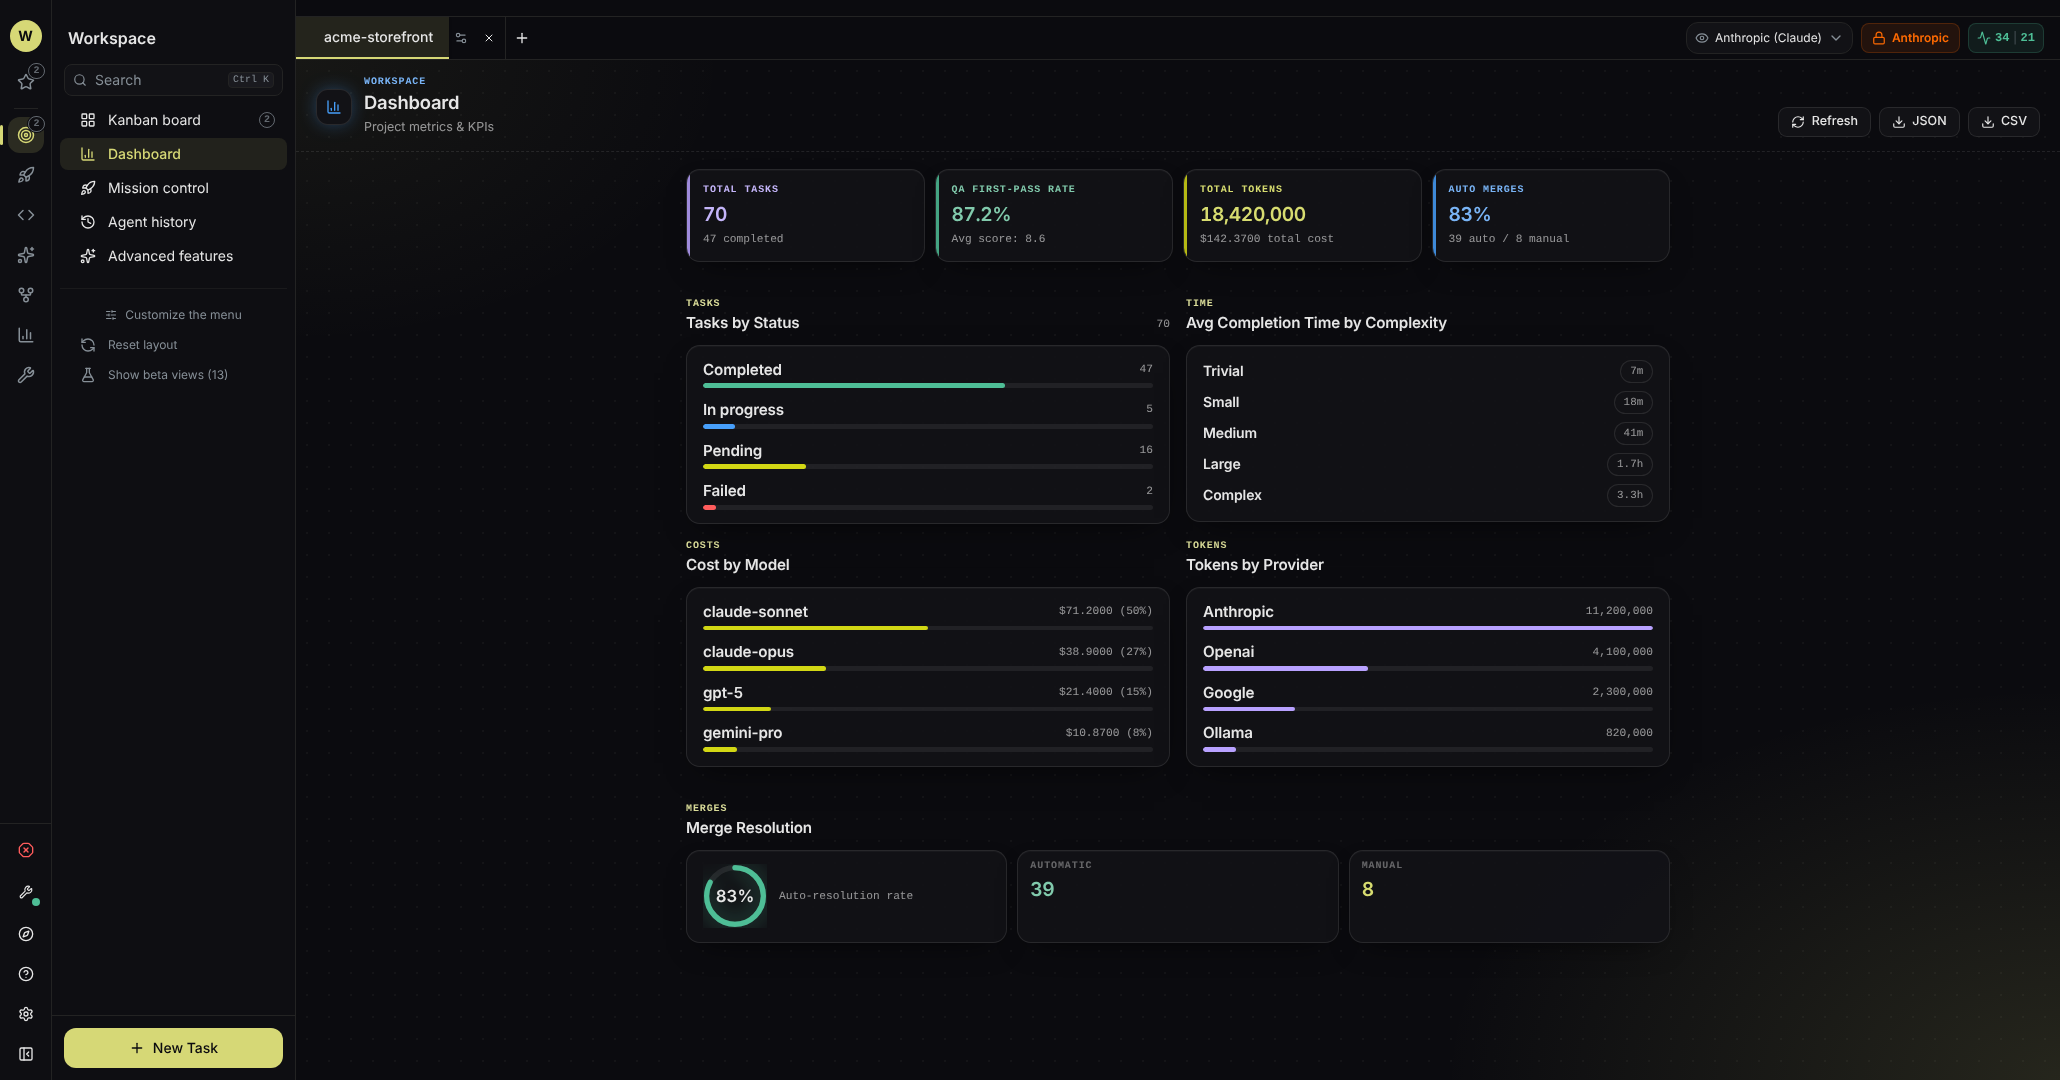 W
Workspace
acme-storefront
Anthropic (Claude)
Anthropic
34 | 21
2
Search
Ctrl K
2
Kanban board
2
Dashboard
Mission control
Agent history
Advanced features
Customize the menu
Reset layout
Show beta views (13)
New Task
WORKSPACE
Dashboard
Project metrics & KPIs
Refresh
JSON
CSV
TOTAL TASKS
70
47 completed
QA FIRST-PASS RATE
87.2%
Avg score: 8.6
TOTAL TOKENS
18,420,000
$142.3700 total cost
AUTO MERGES
83%
39 auto / 8 manual
TASKS
Tasks by Status
70
Completed
47
In progress
5
Pending
16
Failed
2
TIME
Avg Completion Time by Complexity
Trivial
7m
Small
18m
Medium
41m
Large
1.7h
Complex
3.3h
COSTS
Cost by Model
claude-sonnet
$71.2000 (50%)
claude-opus
$38.9000 (27%)
gpt-5
$21.4000 (15%)
gemini-pro
$10.8700 (8%)
TOKENS
Tokens by Provider
Anthropic
11,200,000
Openai
4,100,000
Google
2,300,000
Ollama
820,000
MERGES
Merge Resolution
83%
Auto-resolution rate
AUTOMATIC
39
MANUAL
8